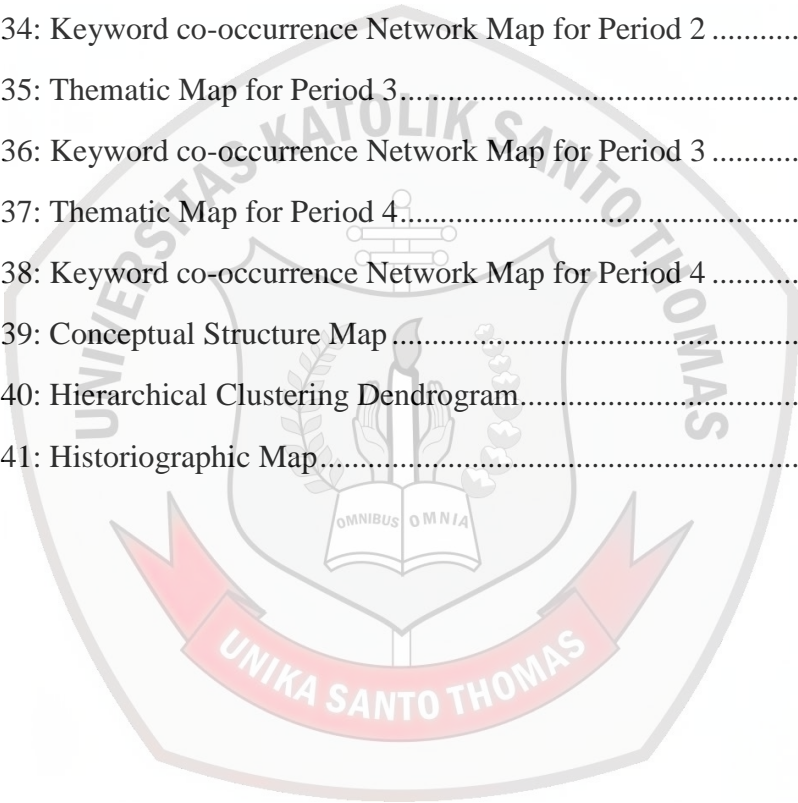 34: Keyword co-occurrence Network Map for Period 2 ...........
35: Thematic Map for Period 3..................................................
36: Keyword co-occurrence Network Map for Period 3 ...........
37: Thematic Map for Period 4..................................................
38: Keyword co-occurrence Network Map for Period 4 ...........
39: Conceptual Structure Map ...................................................
40: Hierarchical Clustering Dendrogram...................................
41: Historiographic Map............................................................
UNIVERSITAS KATOLIK SANTO THOMAS
OMNIBUS OMNIA
UNIKA SANTO THOMAS